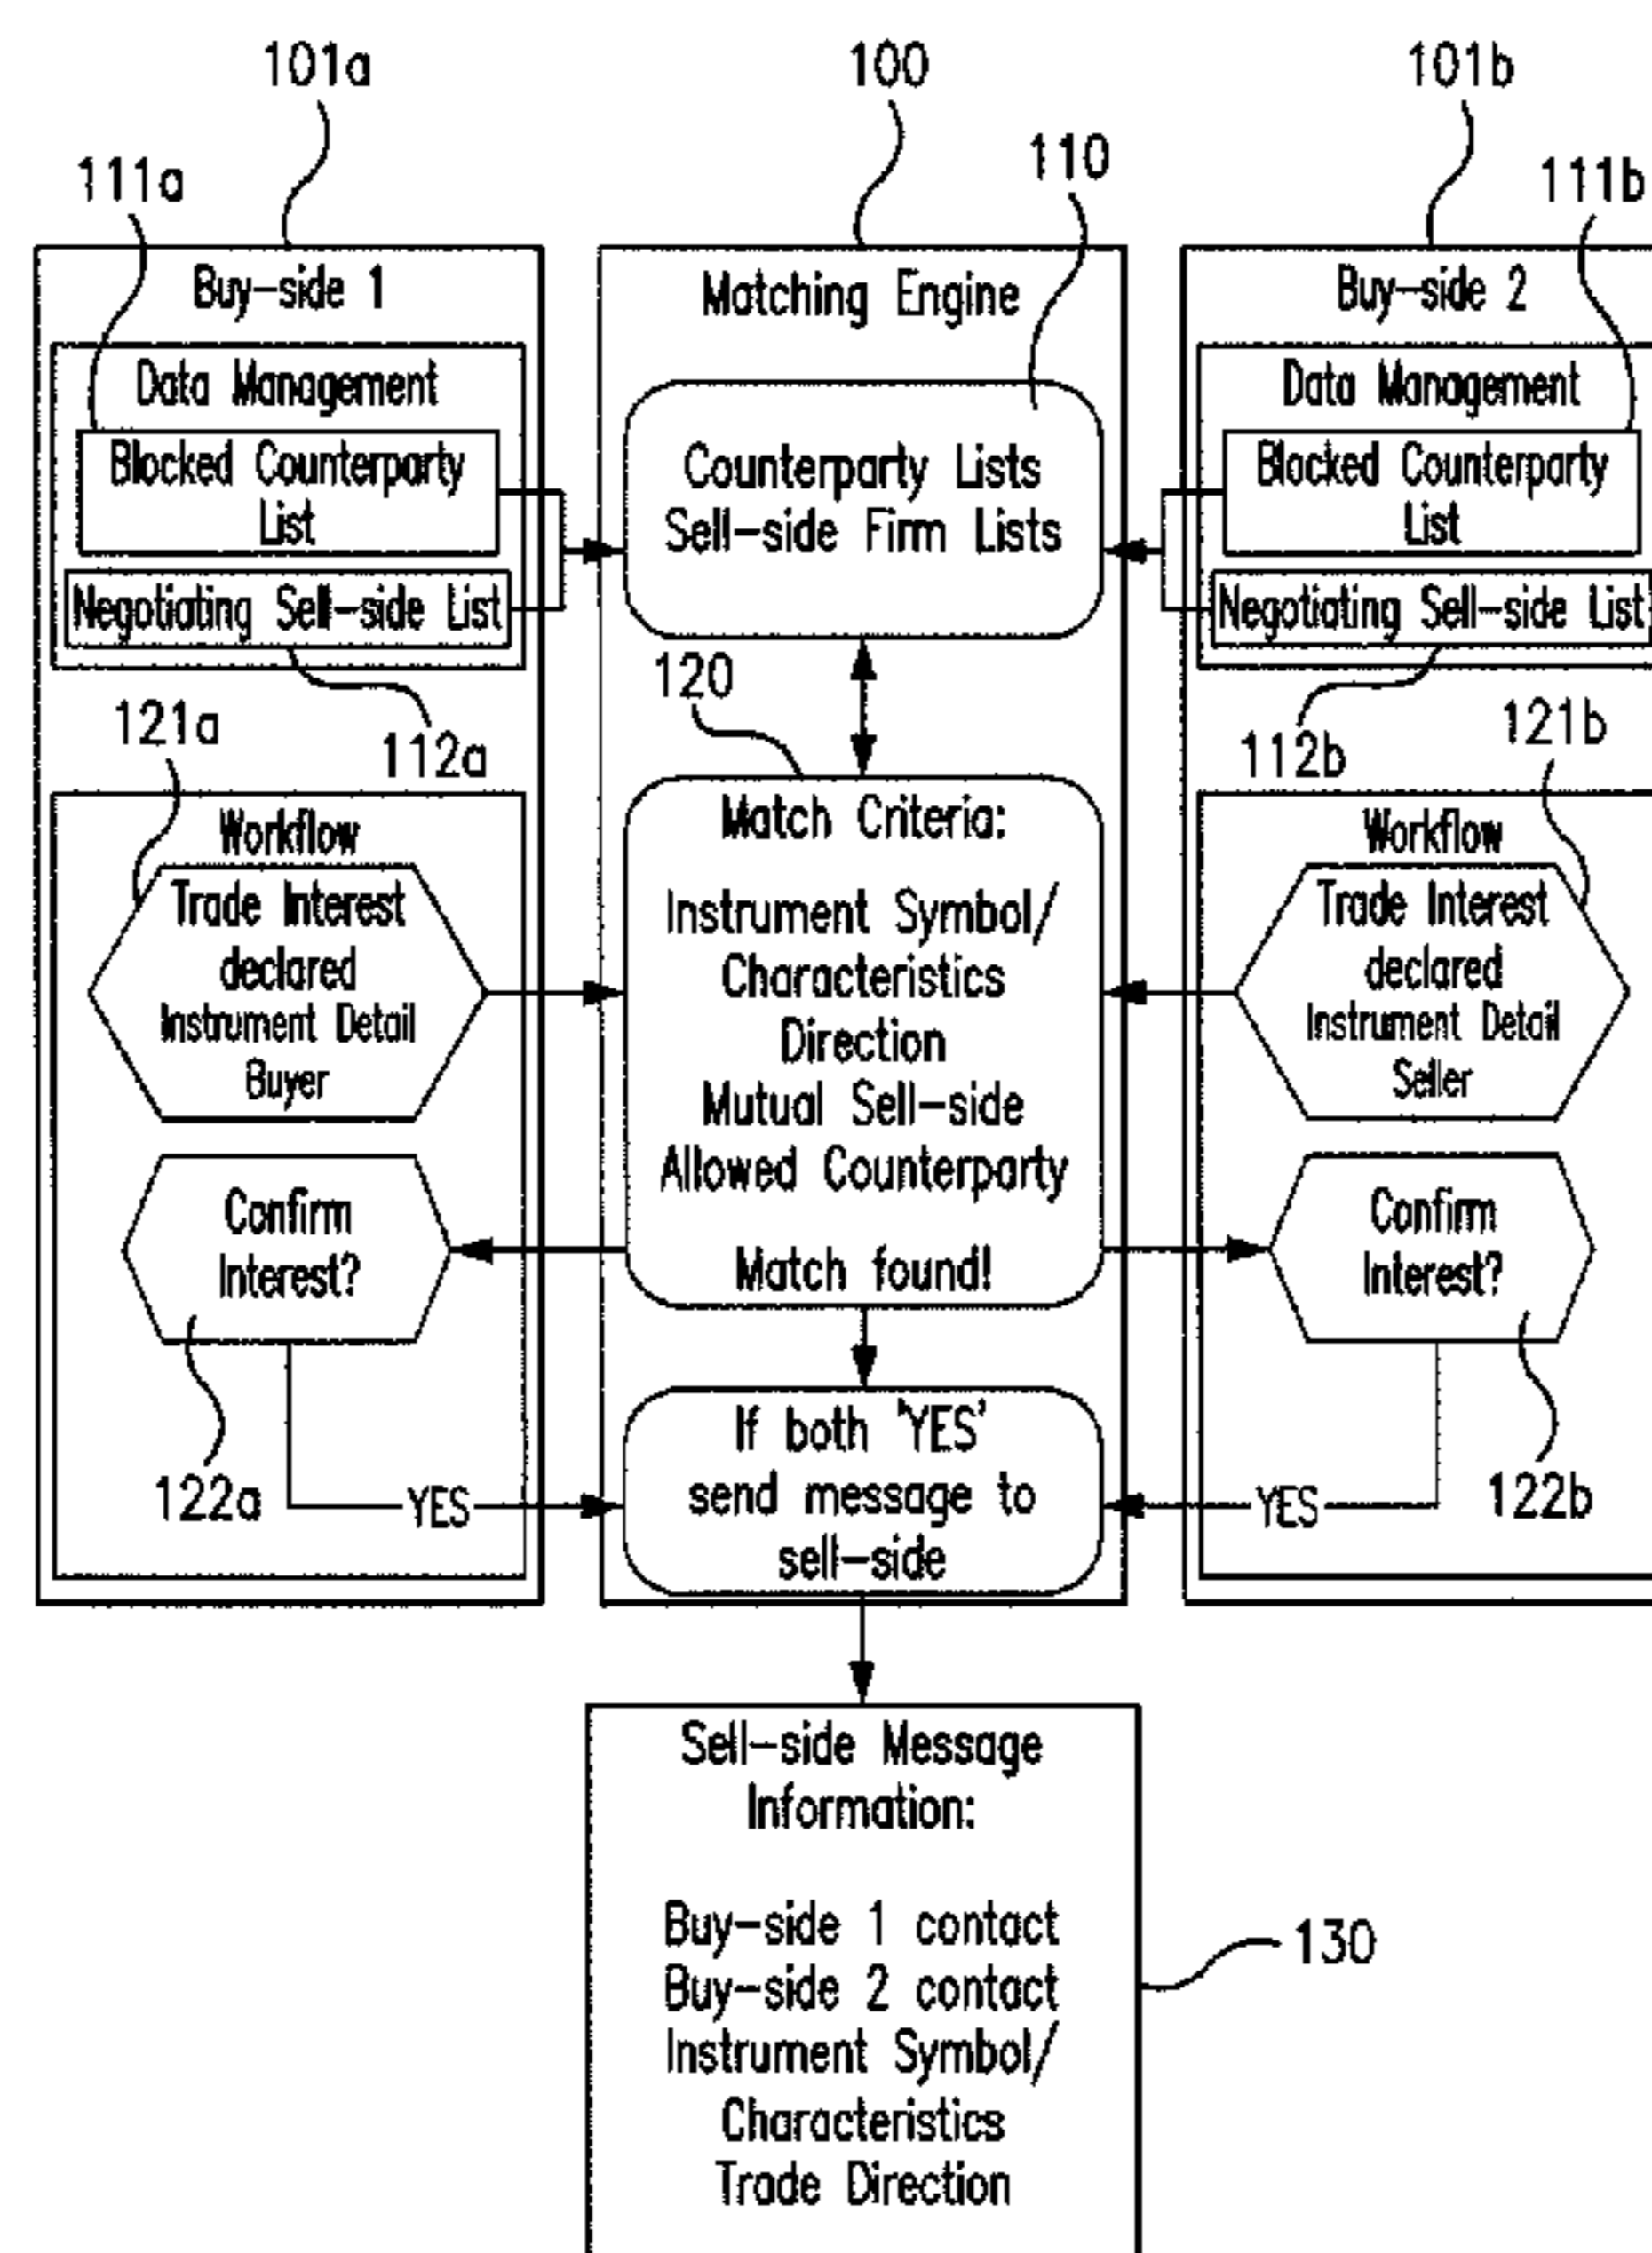 101a
100
101b
111a
110
111b
Buy-side 1
Data Management
Blocked Counterparty
List
Negotiating Sell-side List
112a
121a
Workflow
Trade Interest
declared
Instrument Detail
Buyer
Confirm
Interest?
122a
YES
Matching Engine
Counterparty Lists
Sell-side Firm Lists
120
Match Criteria:
Instrument Symbol/
Characteristics
Direction
Mutual Sell-side
Allowed Counterparty
Match found!
If both 'YES'
send message to
sell-side
Buy-side 2
Data Management
Blocked Counterparty
List
Negotiating Sell-side List
112b
121b
Workflow
Trade Interest
declared
Instrument Detail
Seller
Confirm
Interest?
122b
YES
Sell-side Message
Information:
Buy-side 1 contact
Buy-side 2 contact
Instrument Symbol/
Characteristics
Trade Direction
130